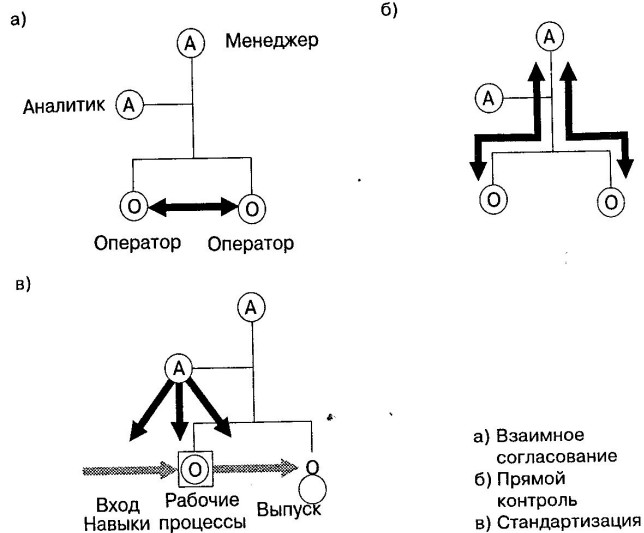 а)
А Менеджер
Аналитик А
О О
Оператор Оператор
б)
А
А
О О
в)
А
А
О О
Вход Рабочие Выпуск
Навыки процессы
а) Взаимное
согласование
б) Прямой
контроль
в) Стандартизация